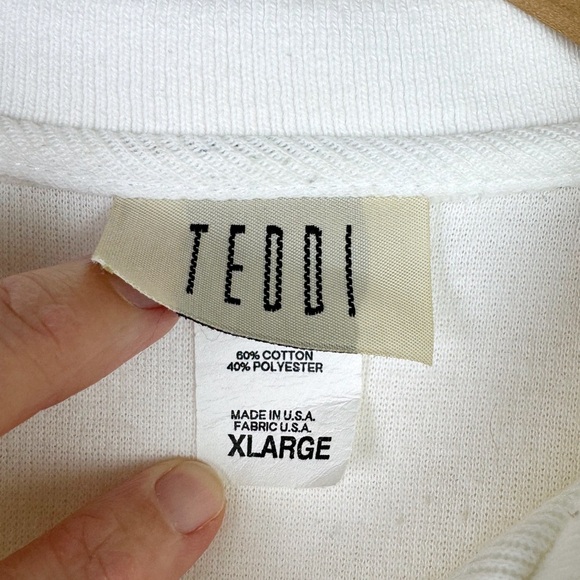 TEDDI
60% COTTON
40% POLYESTER
MADE IN U.S.A.
FABRIC U.S.A.
XLARGE